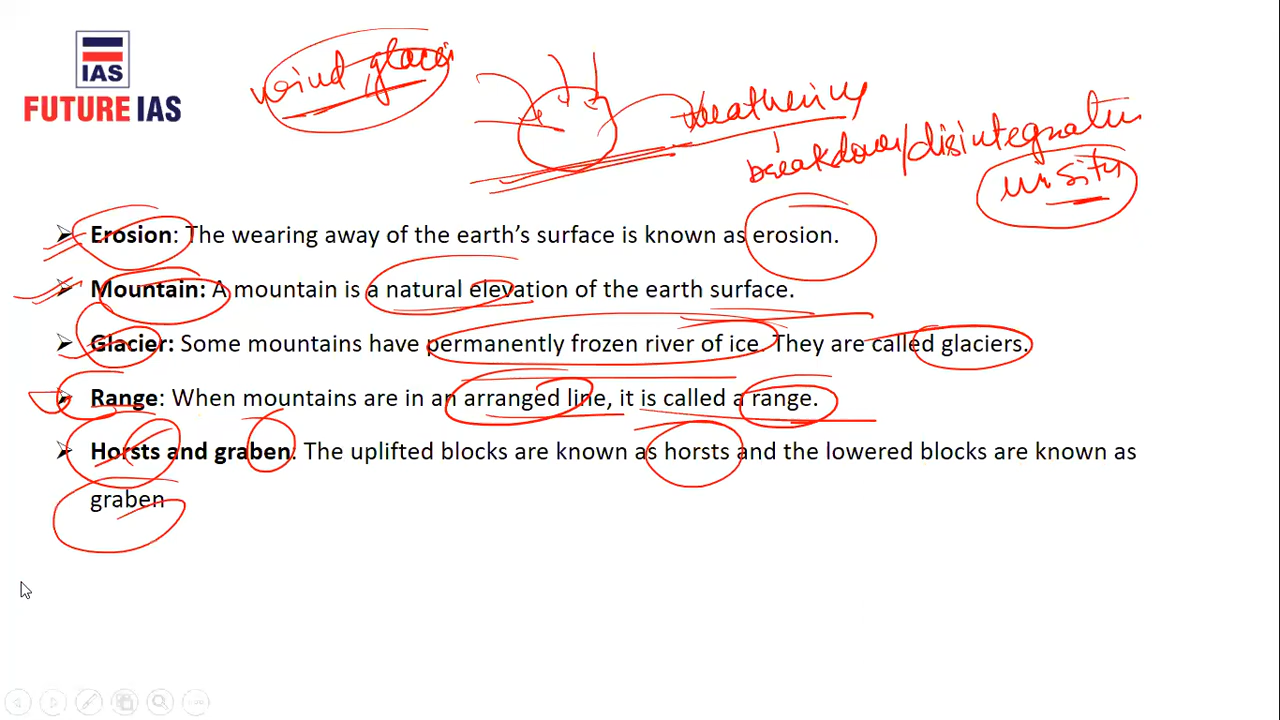 IAS
FUTURE IAS
wind glacier
weathering
breakdown/disintegration
in situ
➢ Erosion: The wearing away of the earth’s surface is known as erosion.
➢ Mountain: A mountain is a natural elevation of the earth surface.
➢ Glacier: Some mountains have permanently frozen river of ice. They are called glaciers.
➢ Range: When mountains are in an arranged line, it is called a range.
➢ Horsts and graben. The uplifted blocks are known as horsts and the lowered blocks are known as
graben